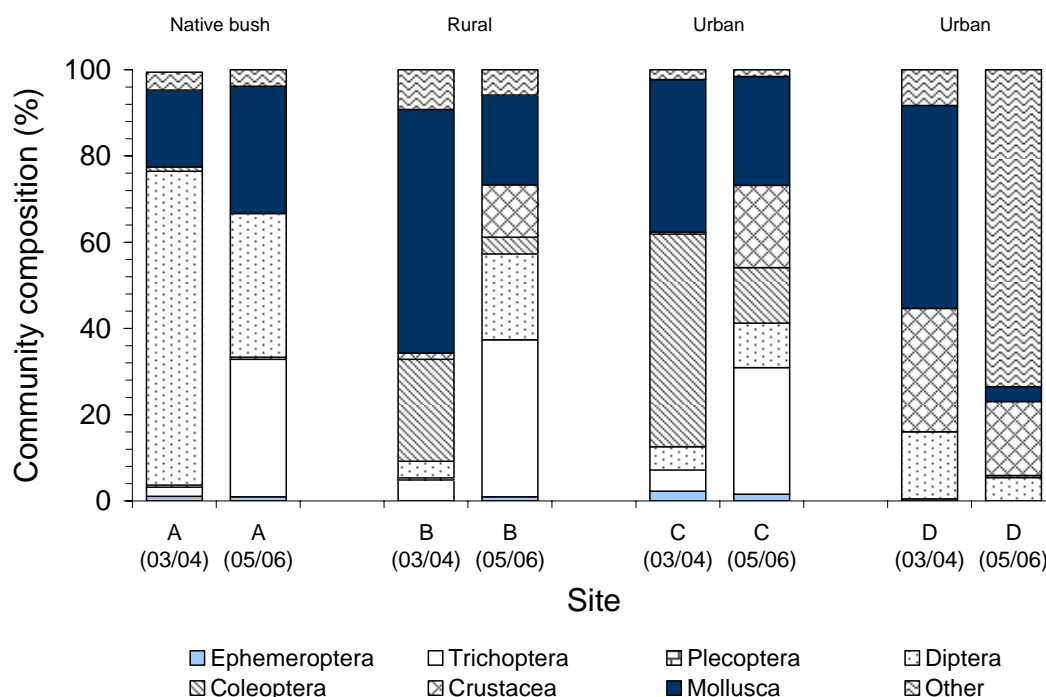 Native bush Rural Urban Urban
Community composition (%)
100
80
60
40
20
0
A A B B C C D D
(03/04) (05/06) (03/04) (05/06) (03/04) (05/06) (03/04) (05/06)
Site
Ephemeroptera Trichoptera Plecoptera Diptera
Coleoptera Crustacea Mollusca Other